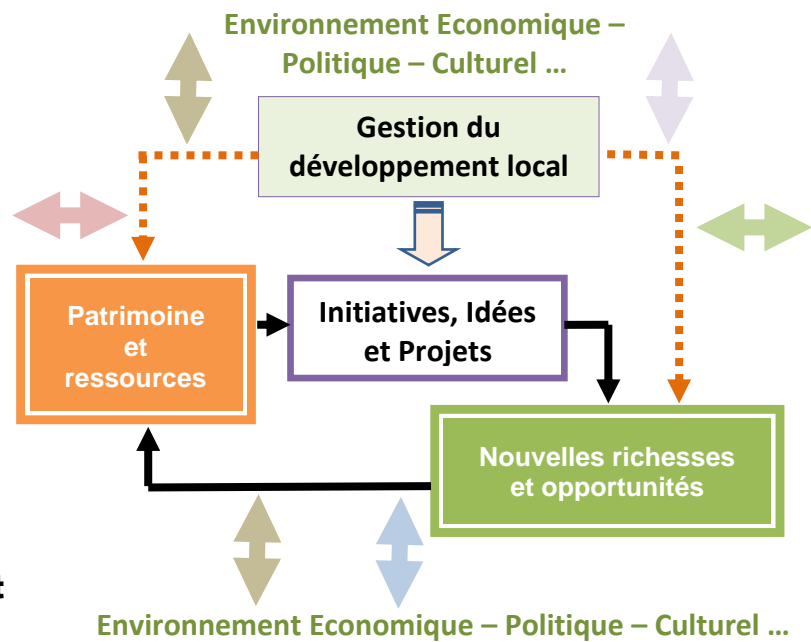 Environnement Economique –
Politique – Culturel ...
Gestion du
développement local
Patrimoine
et
ressources
Initiatives, Idées
et Projets
Nouvelles richesses
et opportunités
t
Environnement Economique – Politique – Culturel ...